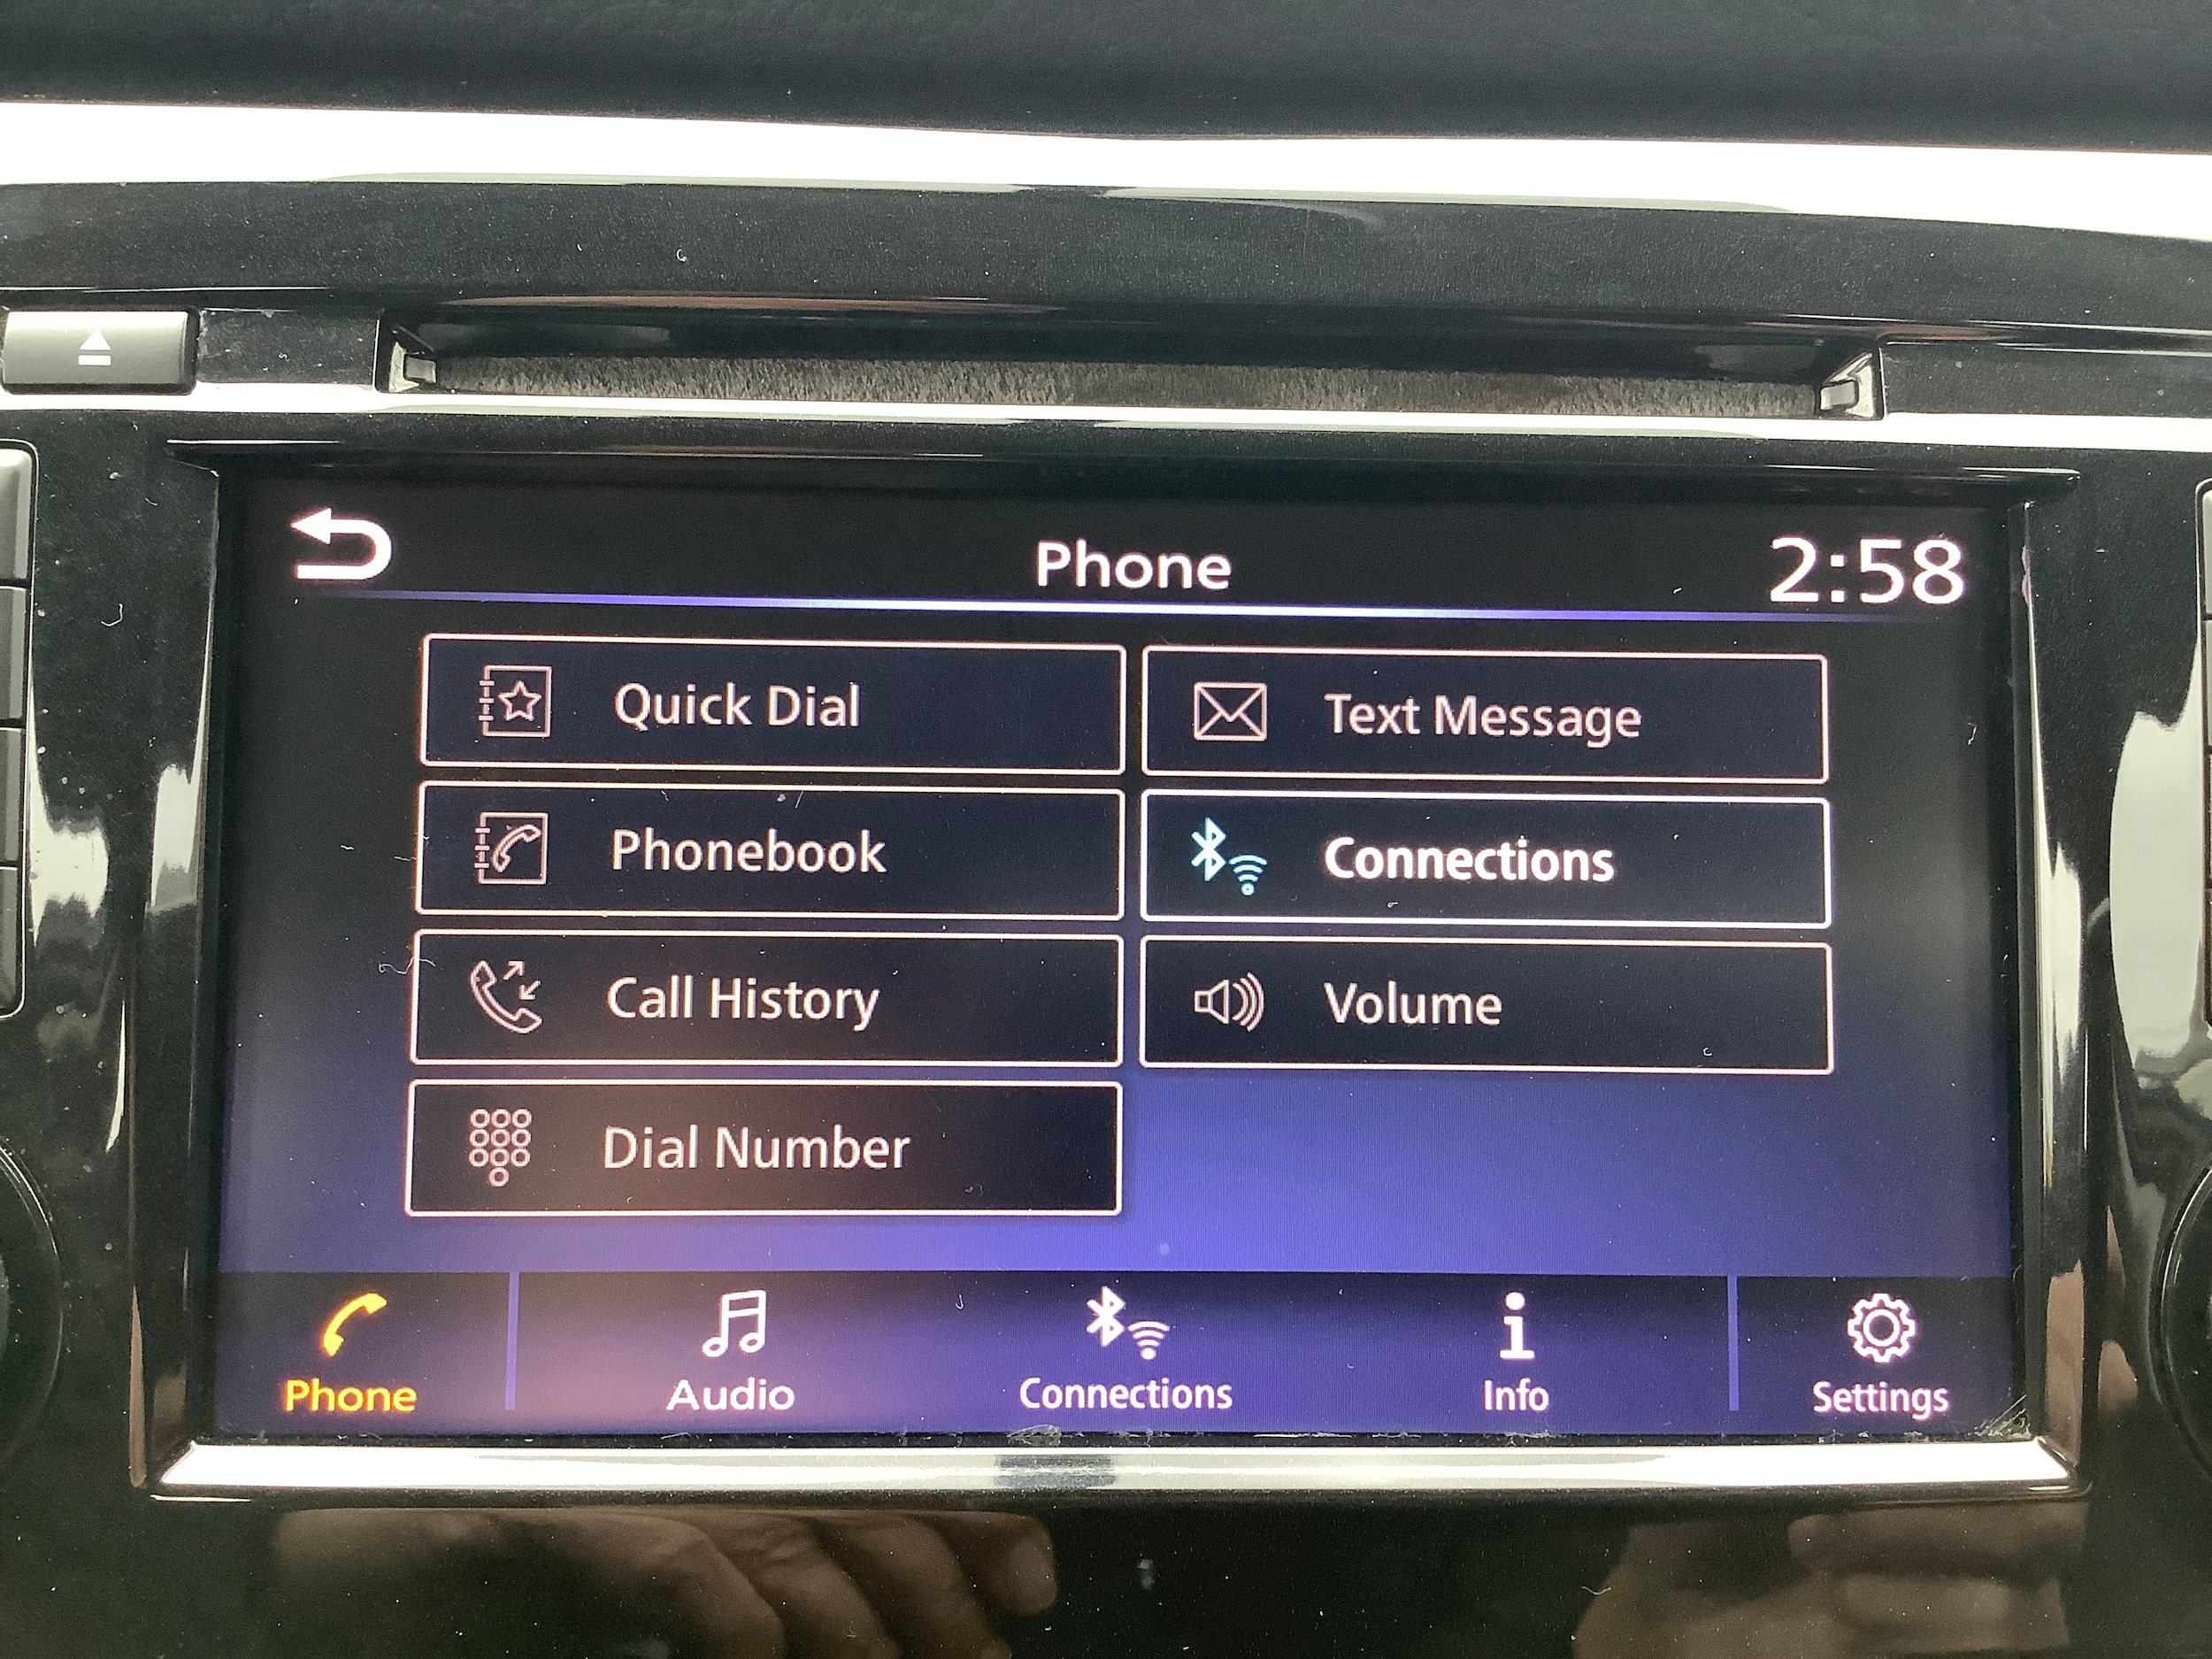 Phone
2:58
Quick Dial
Text Message
Phonebook
Connections
Call History
Volume
Dial Number
Phone
Audio
Connections
Info
Settings